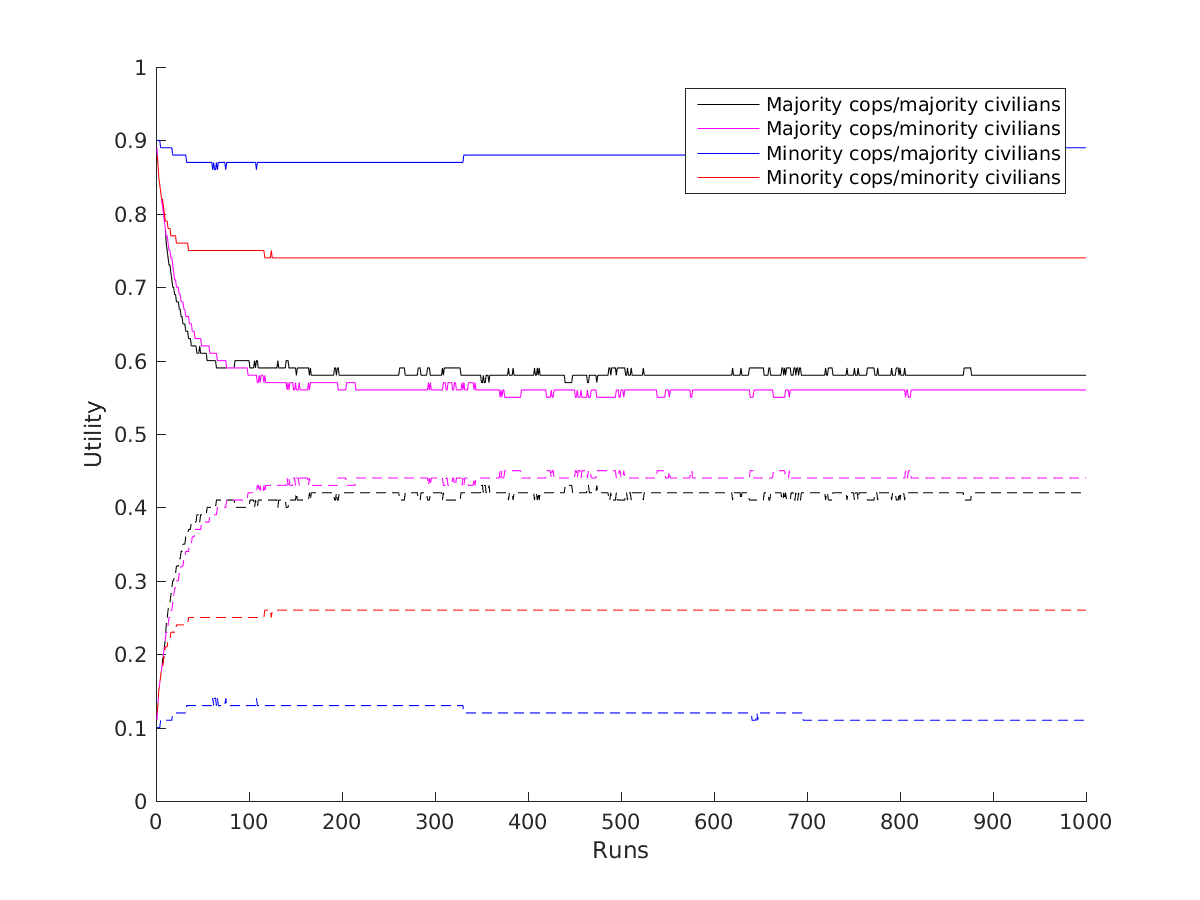 1
0.9
0.8
0.7
0.6
0.5
0.4
0.3
0.2
0.1
0
Utility
Majority cops/majority civilians
Majority cops/minority civilians
Minority cops/majority civilians
Minority cops/minority civilians
0 100 200 300 400 500 600 700 800 900 1000
Runs